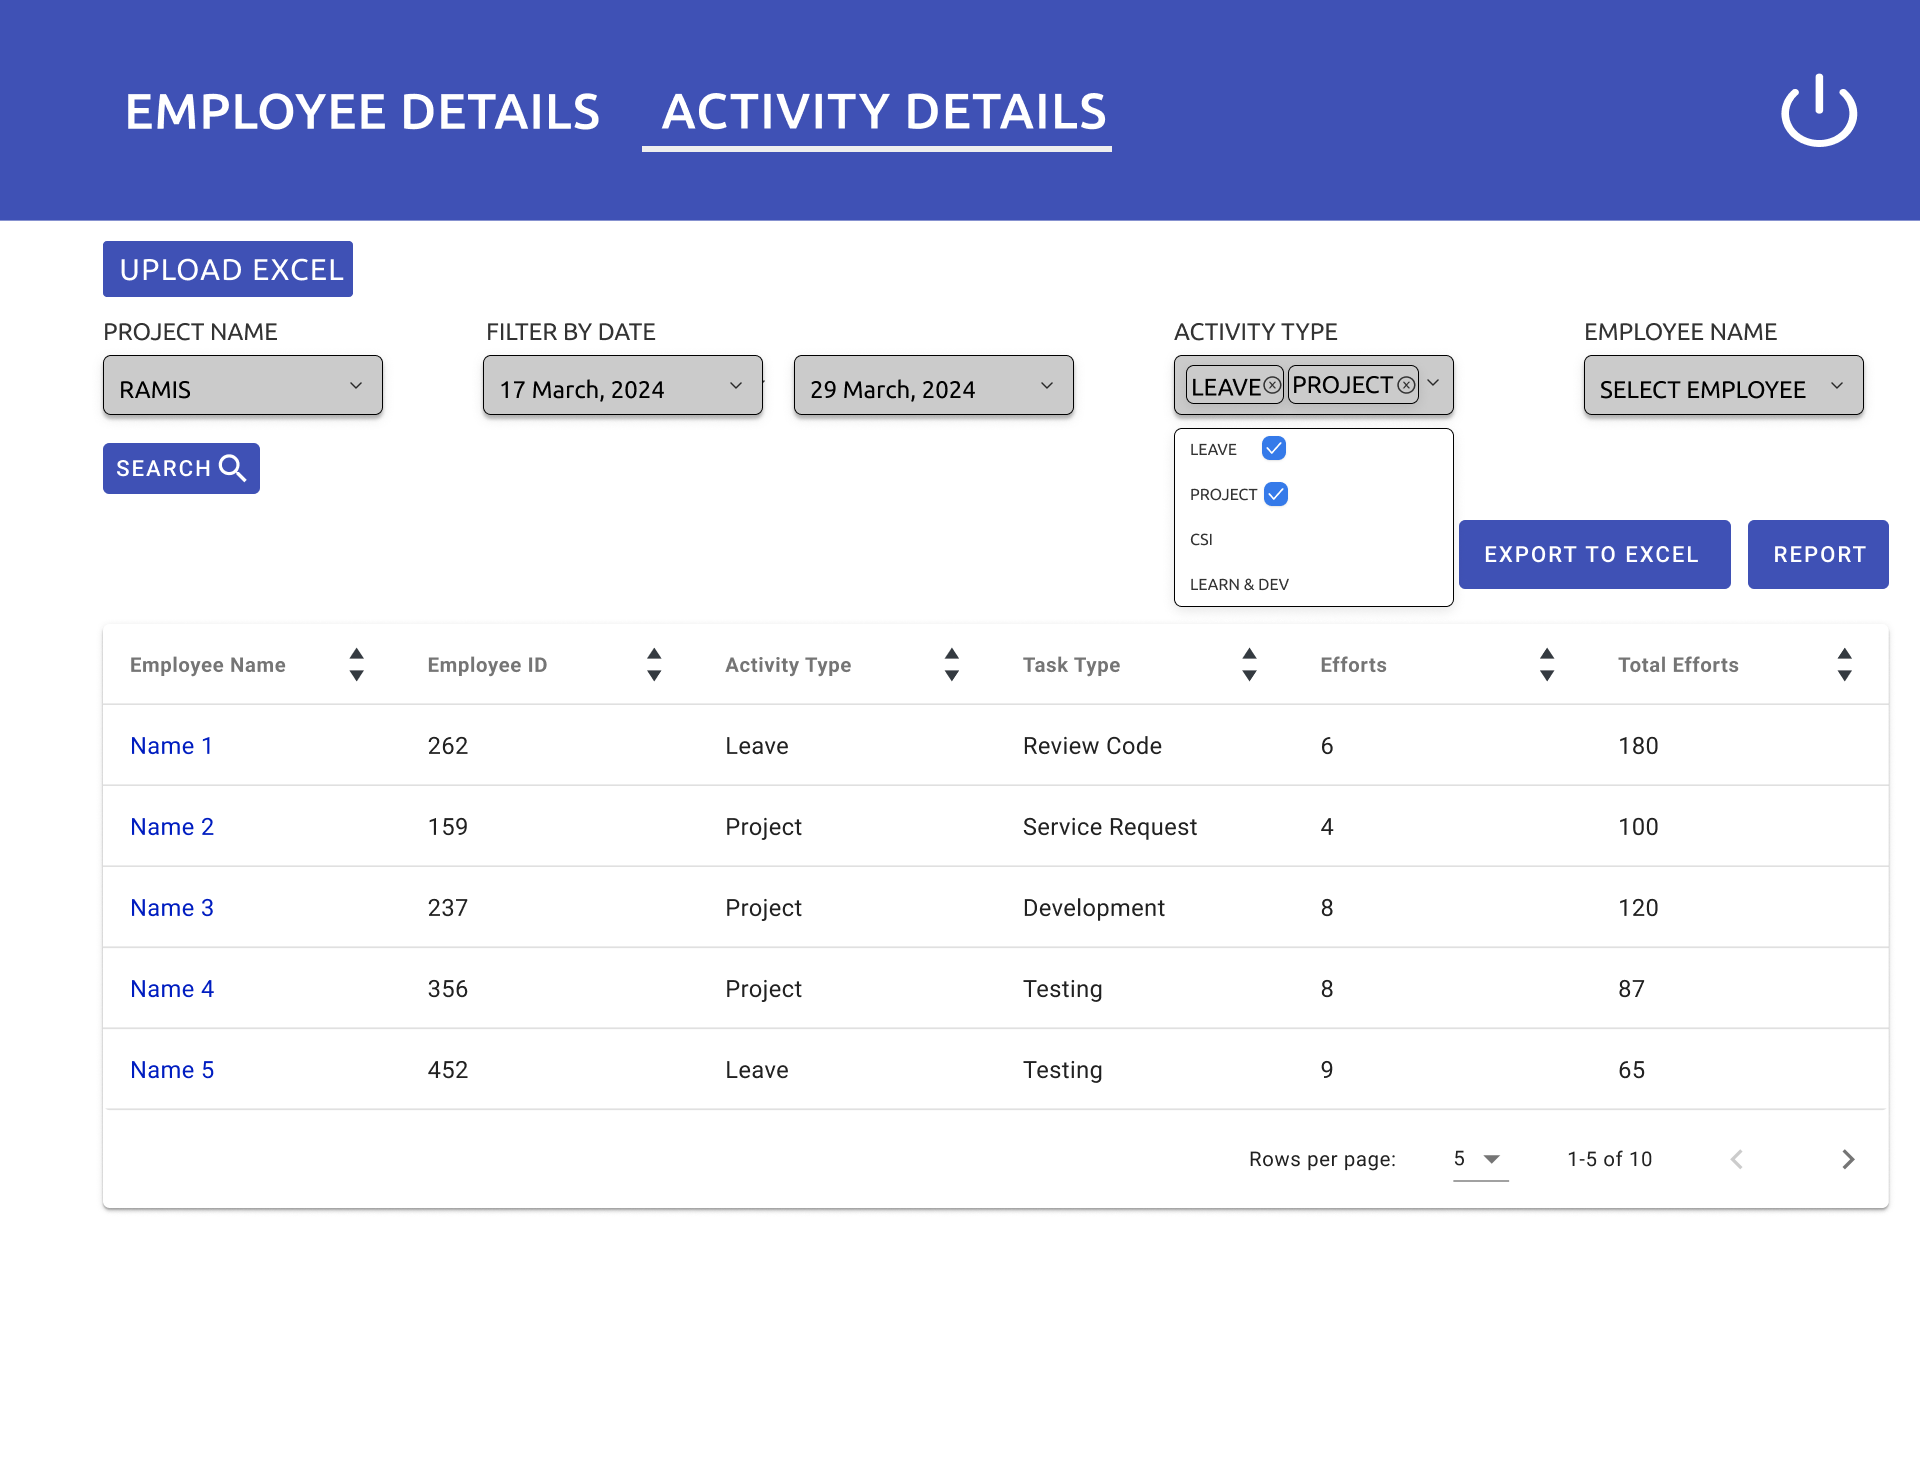 EMPLOYEE DETAILS ACTIVITY DETAILS
UPLOAD EXCEL
PROJECT NAME FILTER BY DATE ACTIVITY TYPE EMPLOYEE NAME
RAMIS 17 March, 2024 29 March, 2024 LEAVE PROJECT SELECT EMPLOYEE
SEARCH
LEAVE
PROJECT
CSI
LEARN & DEV
EXPORT TO EXCEL REPORT
Employee Name Employee ID Activity Type Task Type Efforts Total Efforts
Name 1 262 Leave Review Code 6 180
Name 2 159 Project Service Request 4 100
Name 3 237 Project Development 8 120
Name 4 356 Project Testing 8 87
Name 5 452 Leave Testing 9 65
Rows per page: 5 1-5 of 10